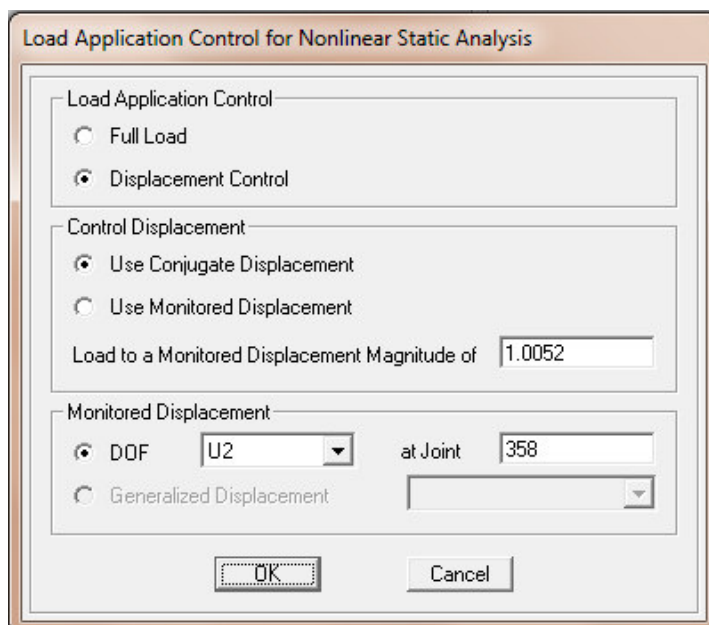 Load Application Control for Nonlinear Static Analysis
Load Application Control
Full Load
Displacement Control
Control Displacement
Use Conjugate Displacement
Use Monitored Displacement
Load to a Monitored Displacement Magnitude of 1.0052
Monitored Displacement
DOF U2 at Joint 358
Generalized Displacement
OK Cancel